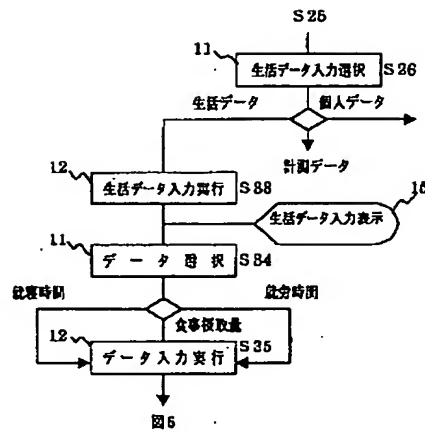 S25
11
生活データ入力選択
S26
生活データ
個人データ
計測データ
12
生活データ入力実行
S33
15
生活データ入力表示
11
データ選択
S34
就寝時間
食事摂取量
就労時間
12
データ入力実行
S35
図5